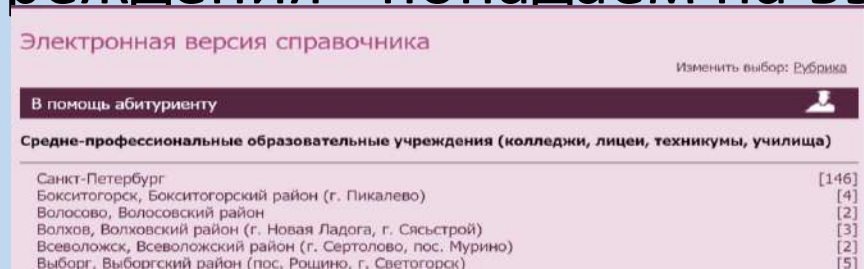 Электронная версия справочника
Изменить выбор: Рубрика
В помощь абитуриенту
Средне-профессиональные образовательные учреждения (колледжи, лицеи, техникумы, училища)
Санкт-Петербург [146]
Бокситогорск, Бокситогорский район (г. Пикалево) [4]
Волосово, Волосовский район [2]
Волхов, Волховский район (г. Новая Ладога, г. Сясьстрой) [3]
Всеволожск, Всеволожский район (г. Сертолово, пос. Мурино) [2]
Выборг, Выборгский район (пос. Рощино, г. Светогорск) [5]